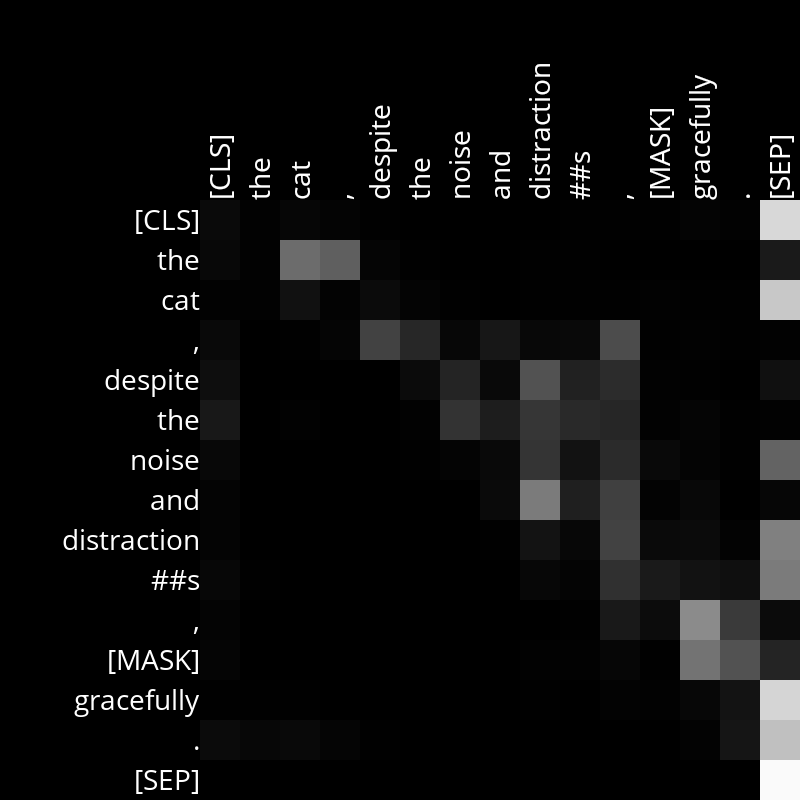 [CLS]
the
cat
,
despite
the
noise
and
distraction
##s
,
[MASK]
gracefully
.
[SEP]
[CLS]
the
cat
,
despite
the
noise
and
distraction
##s
,
[MASK]
gracefully
.
[SEP]